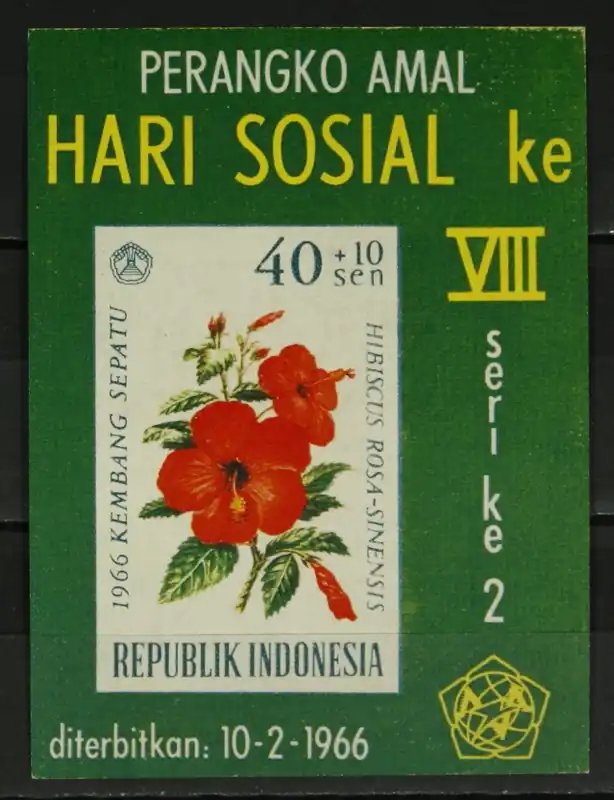 PERANGKO AMAL
HARI SOSIAL ke
VIII
seri ke 2
40 +10
sen
1966 KEMBANG SEPATU
HIBISCUS ROSA-SINENSIS
REPUBLIK INDONESIA
diterbitkan: 10-2-1966